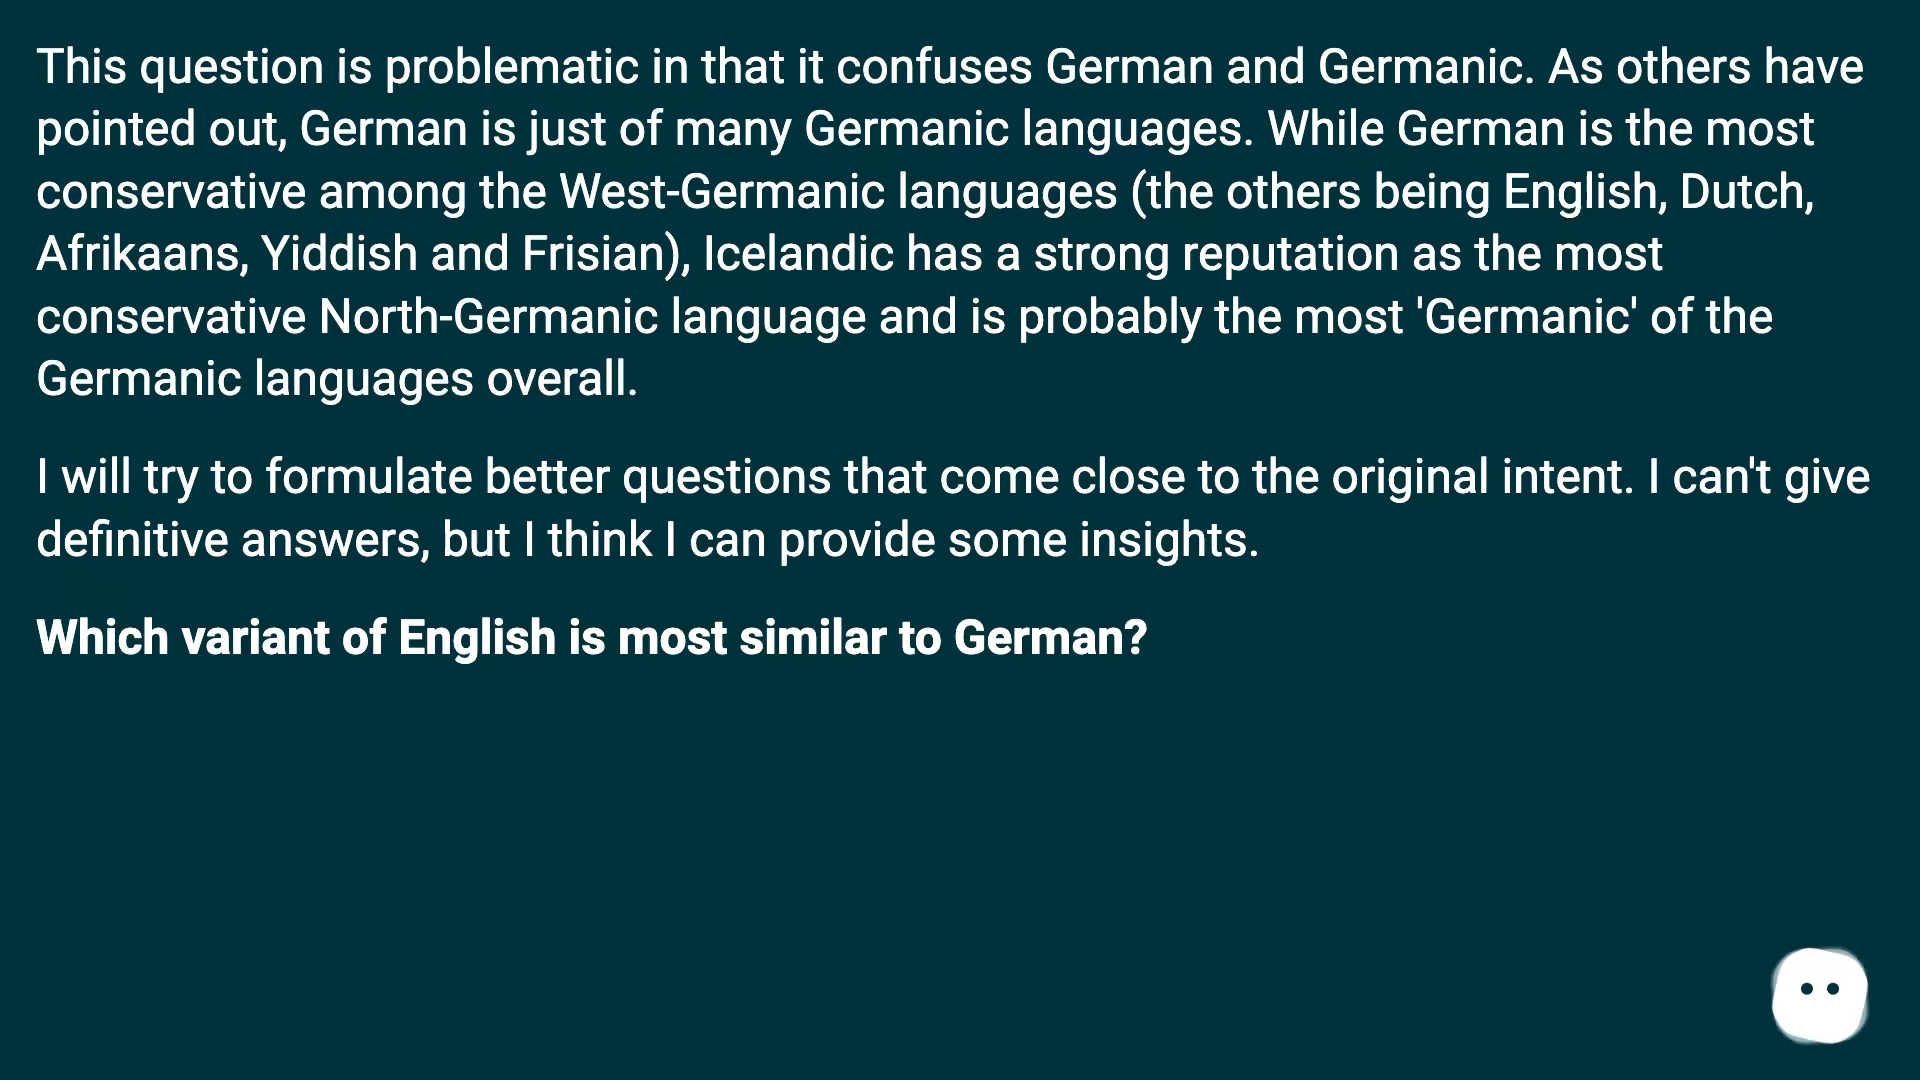 This question is problematic in that it confuses German and Germanic. As others have
pointed out, German is just of many Germanic languages. While German is the most
conservative among the West-Germanic languages (the others being English, Dutch,
Afrikaans, Yiddish and Frisian), Icelandic has a strong reputation as the most
conservative North-Germanic language and is probably the most 'Germanic' of the
Germanic languages overall.
I will try to formulate better questions that come close to the original intent. I can't give
definitive answers, but I think I can provide some insights.
Which variant of English is most similar to German?